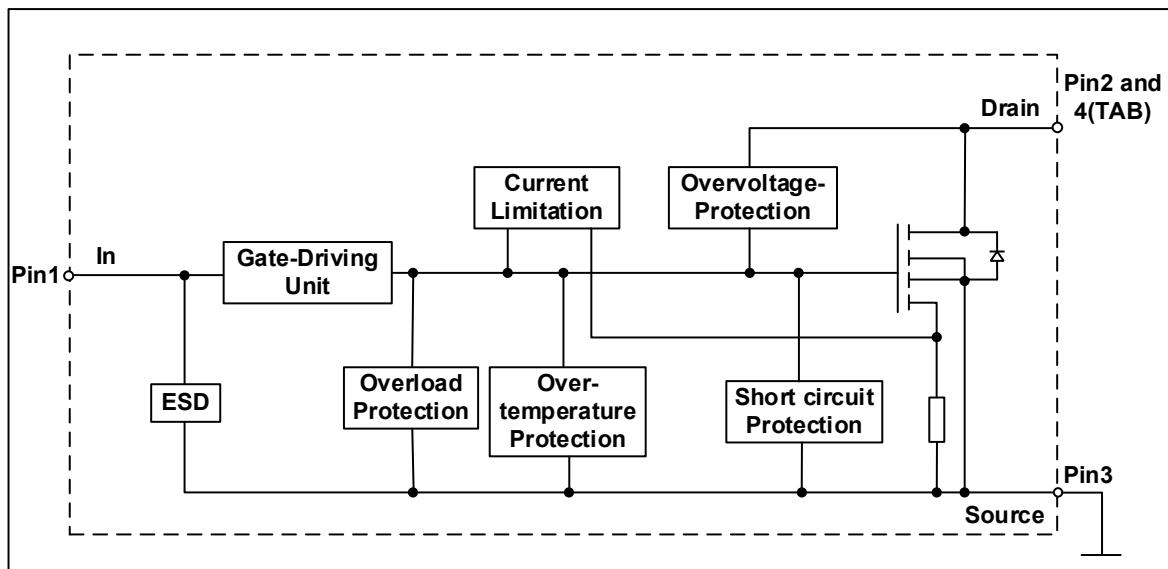 Pin2 and
4(TAB)
Drain
Current
Limitation
Overvoltage-
Protection
In
Pin1
Gate-Driving
Unit
ESD
Overload
Protection
Over-
temperature
Protection
Short circuit
Protection
Pin3
Source